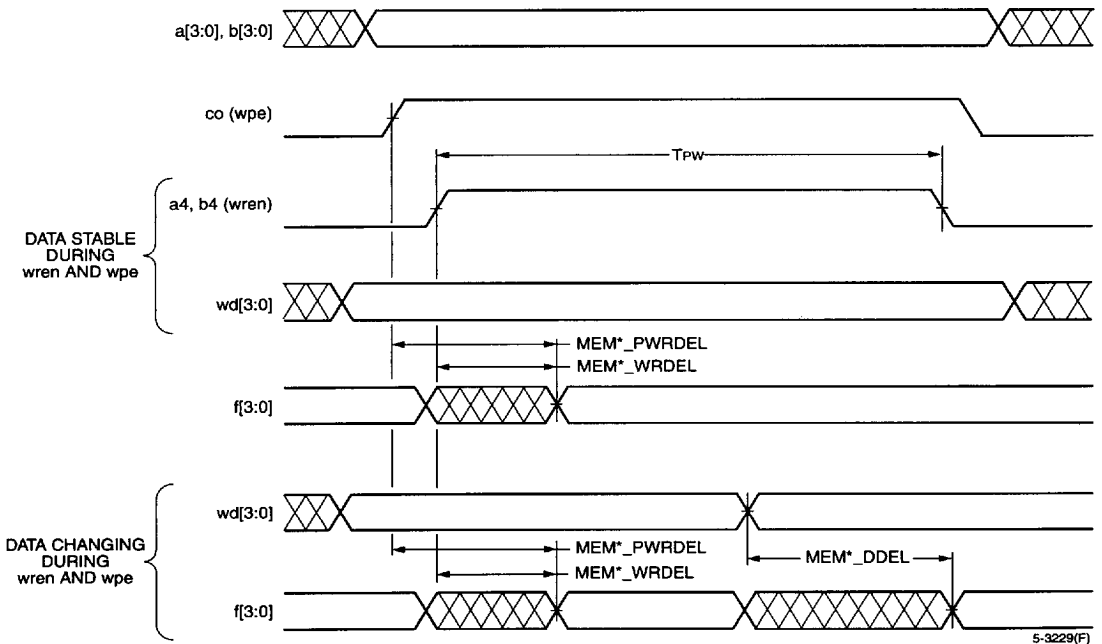 a[3:0], b[3:0]
co (wpe)
TPW
a4, b4 (wren)
DATA STABLE
DURING
wren AND wpe
wd[3:0]
MEM*_PWRDEL
MEM*_WRDEL
f[3:0]
wd[3:0]
DATA CHANGING
DURING
wren AND wpe
MEM*_PWRDEL
MEM*_DDEL
MEM*_WRDEL
f[3:0]
5-3229(F)